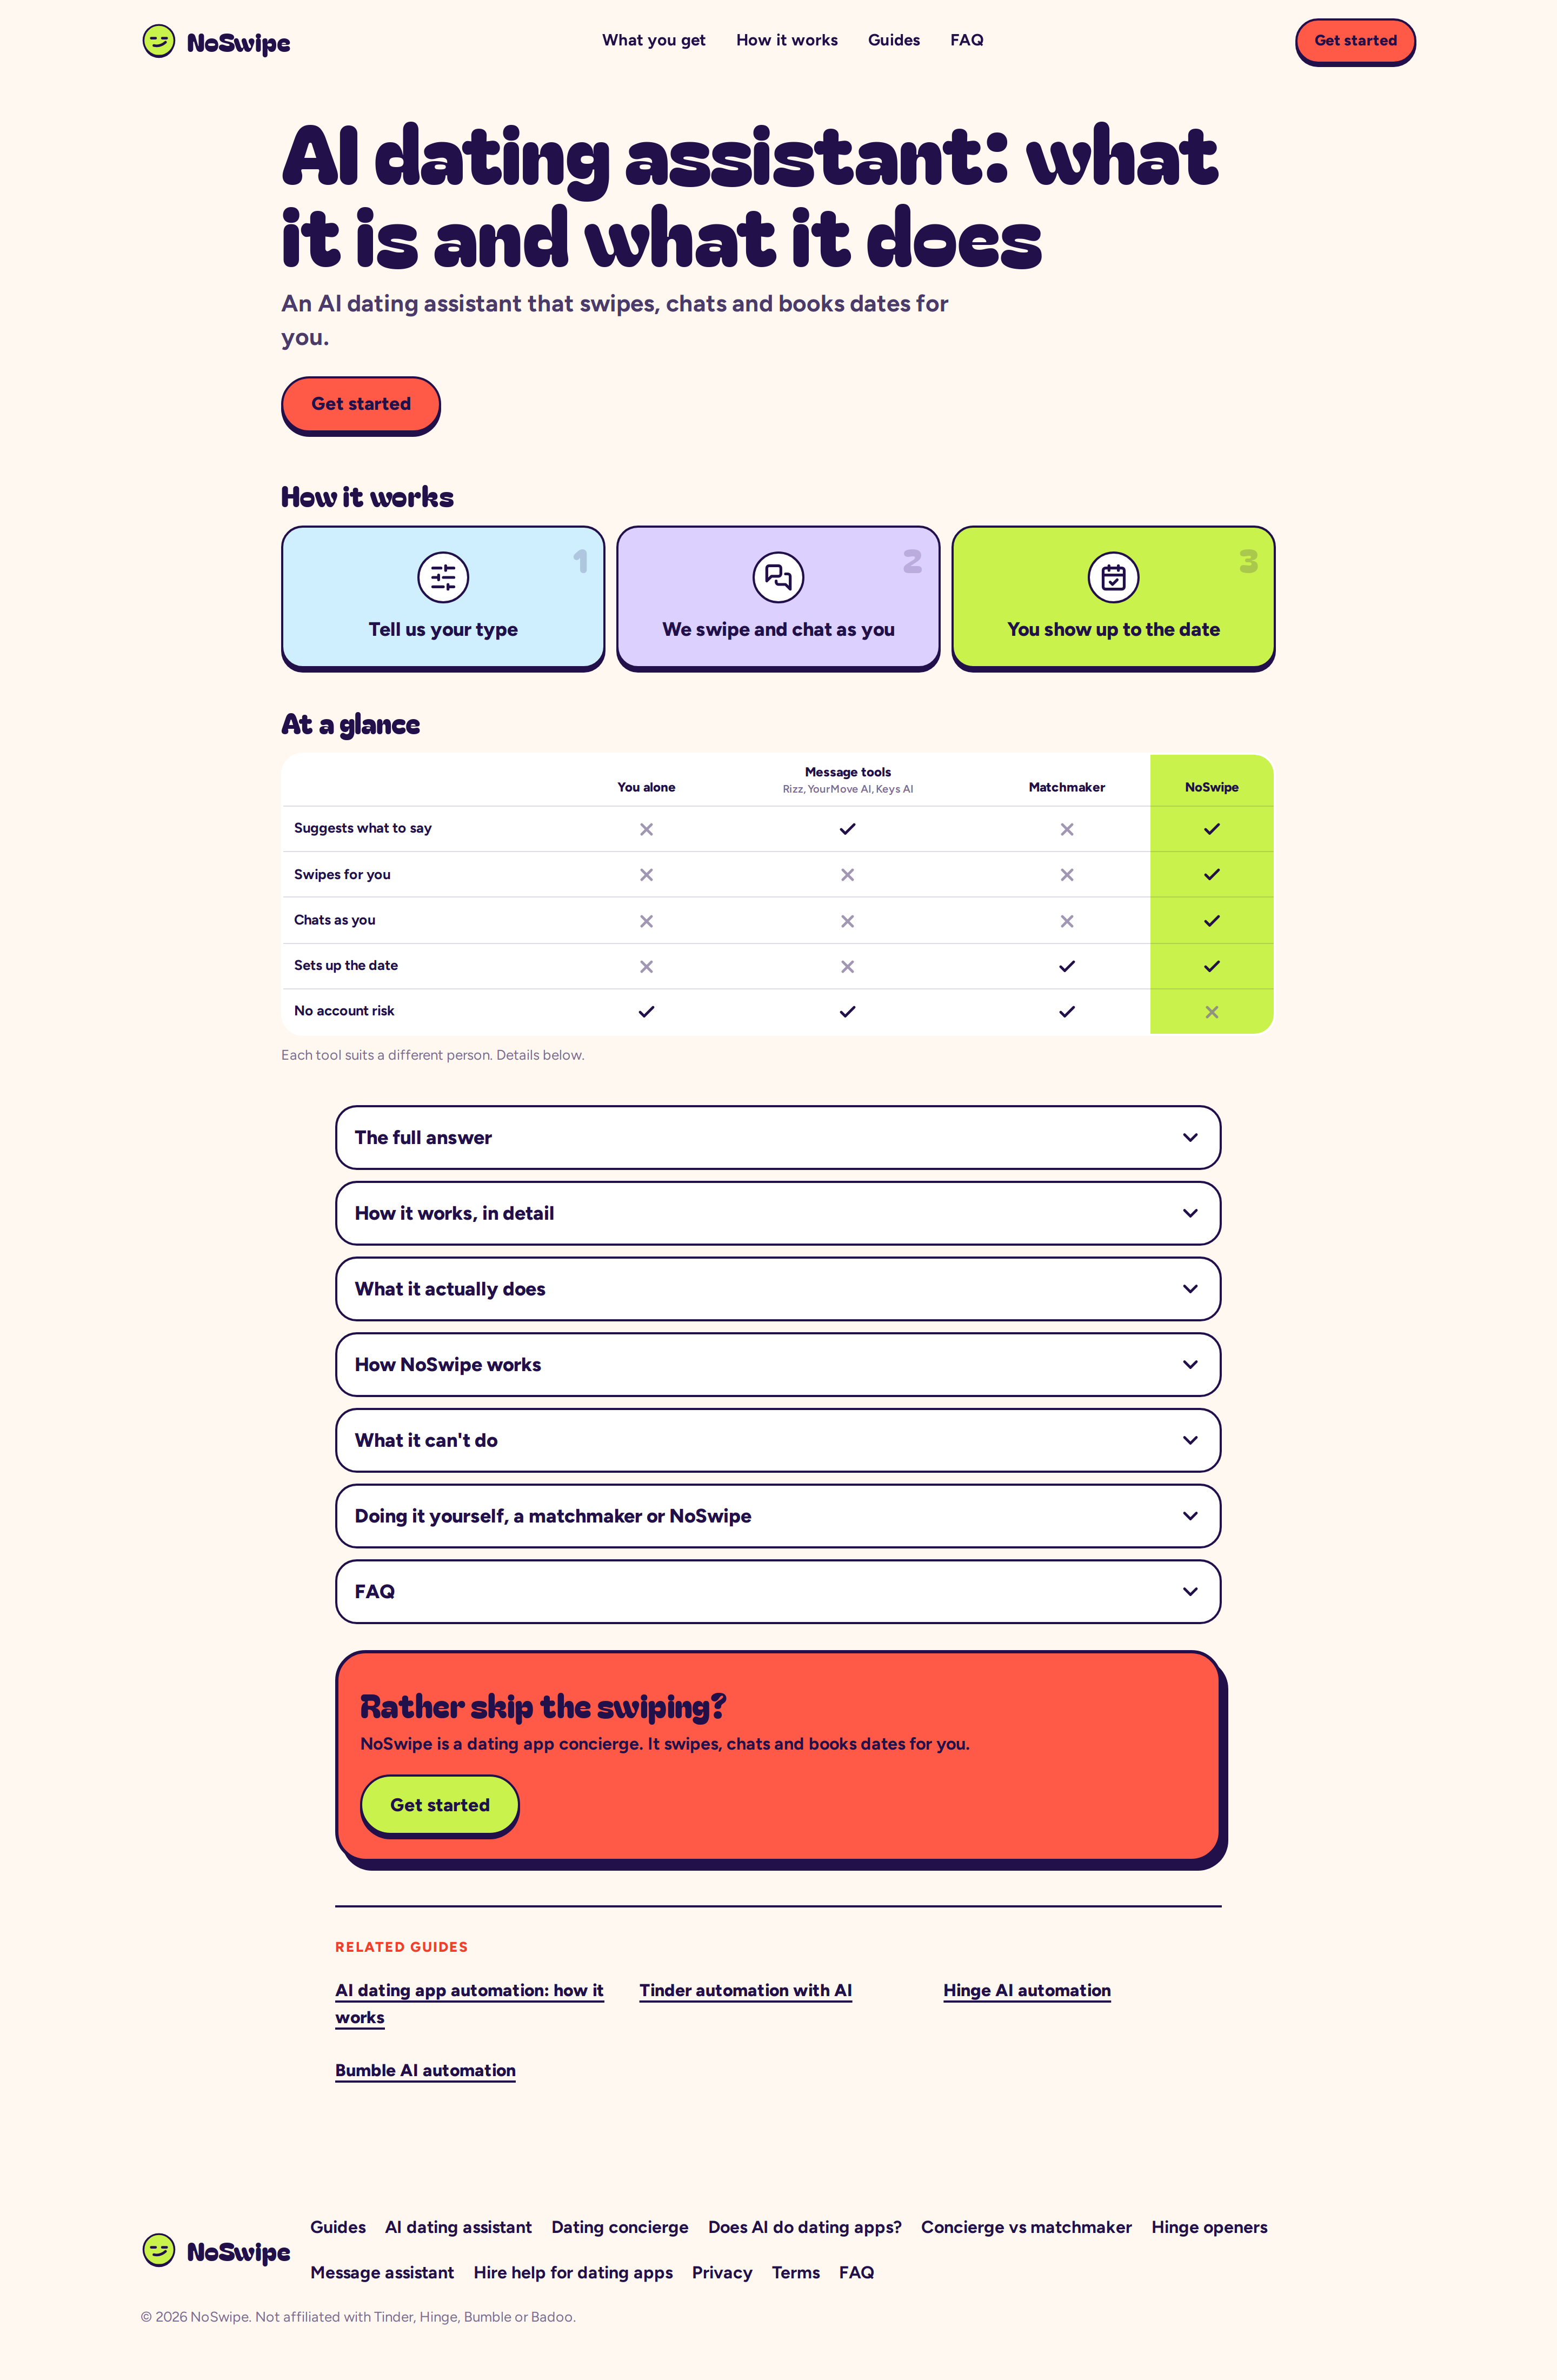 NoSwipe
What you get How it works Guides FAQ
Get started
AI dating assistant: what
it is and what it does
An AI dating assistant that swipes, chats and books dates for
you.
Get started
How it works
1
Tell us your type
2
We swipe and chat as you
3
You show up to the date
At a glance
You alone Message tools Matchmaker NoSwipe
Rizz, YourMove AI, Keys AI
Suggests what to say
Swipes for you
Chats as you
Sets up the date
No account risk
Each tool suits a different person. Details below.
The full answer
How it works, in detail
What it actually does
How NoSwipe works
What it can't do
Doing it yourself, a matchmaker or NoSwipe
FAQ
Rather skip the swiping?
NoSwipe is a dating app concierge. It swipes, chats and books dates for you.
Get started
RELATED GUIDES
AI dating app automation: how it
works
Tinder automation with AI
Hinge AI automation
Bumble AI automation
NoSwipe
Guides AI dating assistant Dating concierge Does AI do dating apps? Concierge vs matchmaker Hinge openers
Message assistant Hire help for dating apps Privacy Terms FAQ
© 2026 NoSwipe. Not affiliated with Tinder, Hinge, Bumble or Badoo.